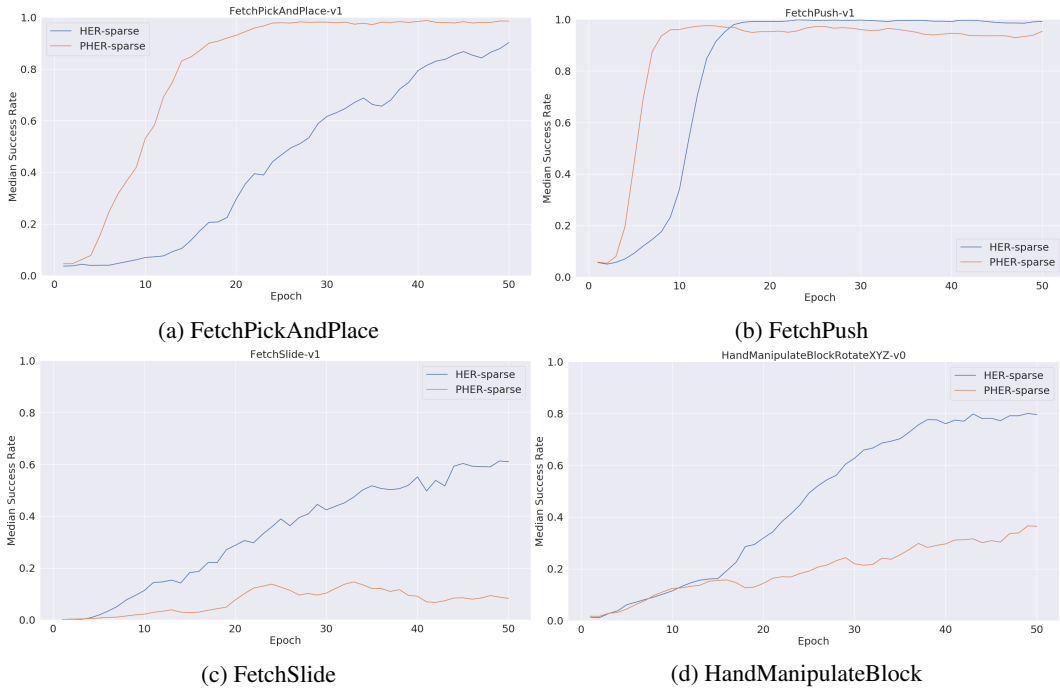 FetchPickAndPlace-v1
HER-sparse
PHER-sparse
Median Success Rate
1.0
0.8
0.6
0.4
0.2
0.0
0 10 20 30 40 50
Epoch
(a) FetchPickAndPlace
FetchPush-v1
Median Success Rate
1.0
0.8
0.6
0.4
0.2
0.0
HER-sparse
PHER-sparse
0 10 20 30 40 50
Epoch
(b) FetchPush
FetchSlide-v1
HER-sparse
PHER-sparse
Median Success Rate
1.0
0.8
0.6
0.4
0.2
0.0
0 10 20 30 40 50
Epoch
(c) FetchSlide
HandManipulateBlockRotateXYZ-v0
HER-sparse
PHER-sparse
Median Success Rate
1.0
0.8
0.6
0.4
0.2
0.0
0 10 20 30 40 50
Epoch
(d) HandManipulateBlock